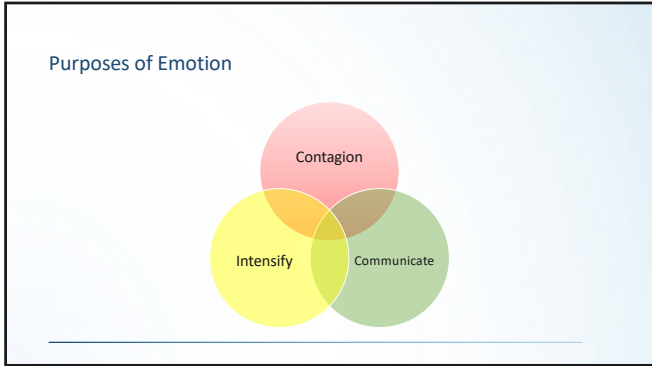 Purposes of Emotion
Contagion
Intensify
Communicate